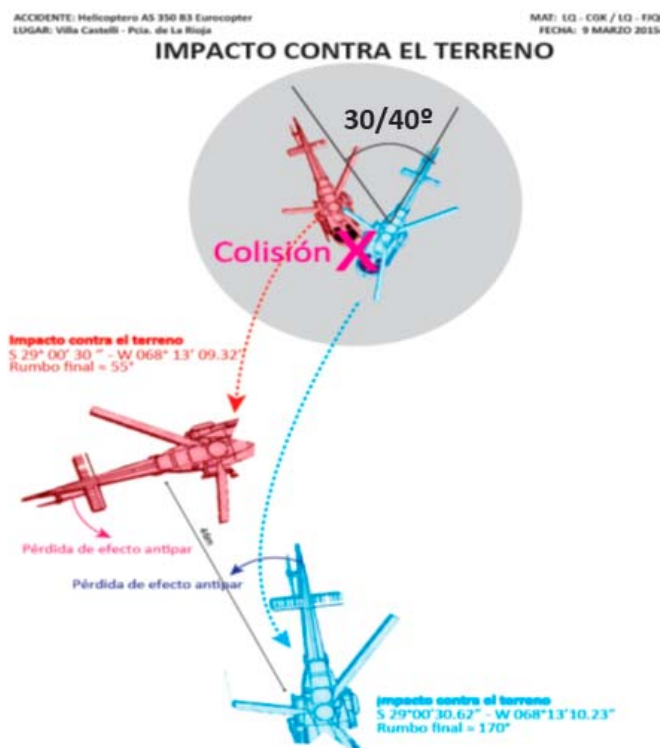 ACCIDENTE: Helicoptero AS 350 B3 Eurocopter
LUGAR: Villa Castelli - Pcia. de La Rioja
MAT: LQ - CGK / LQ - FJQ
FECHA: 9 MARZO 2015
IMPACTO CONTRA EL TERRENO
30/40º
Colisión X
Impacto contra el terreno
S 29° 00' 30 " - W 068° 13' 09.32"
Rumbo final = 55°
Pérdida de efecto antipar
Pérdida de efecto antipar
Impacto contra el terreno
S 29°00'30.62" - W 068°13'10.23"
Rumbo final = 170°